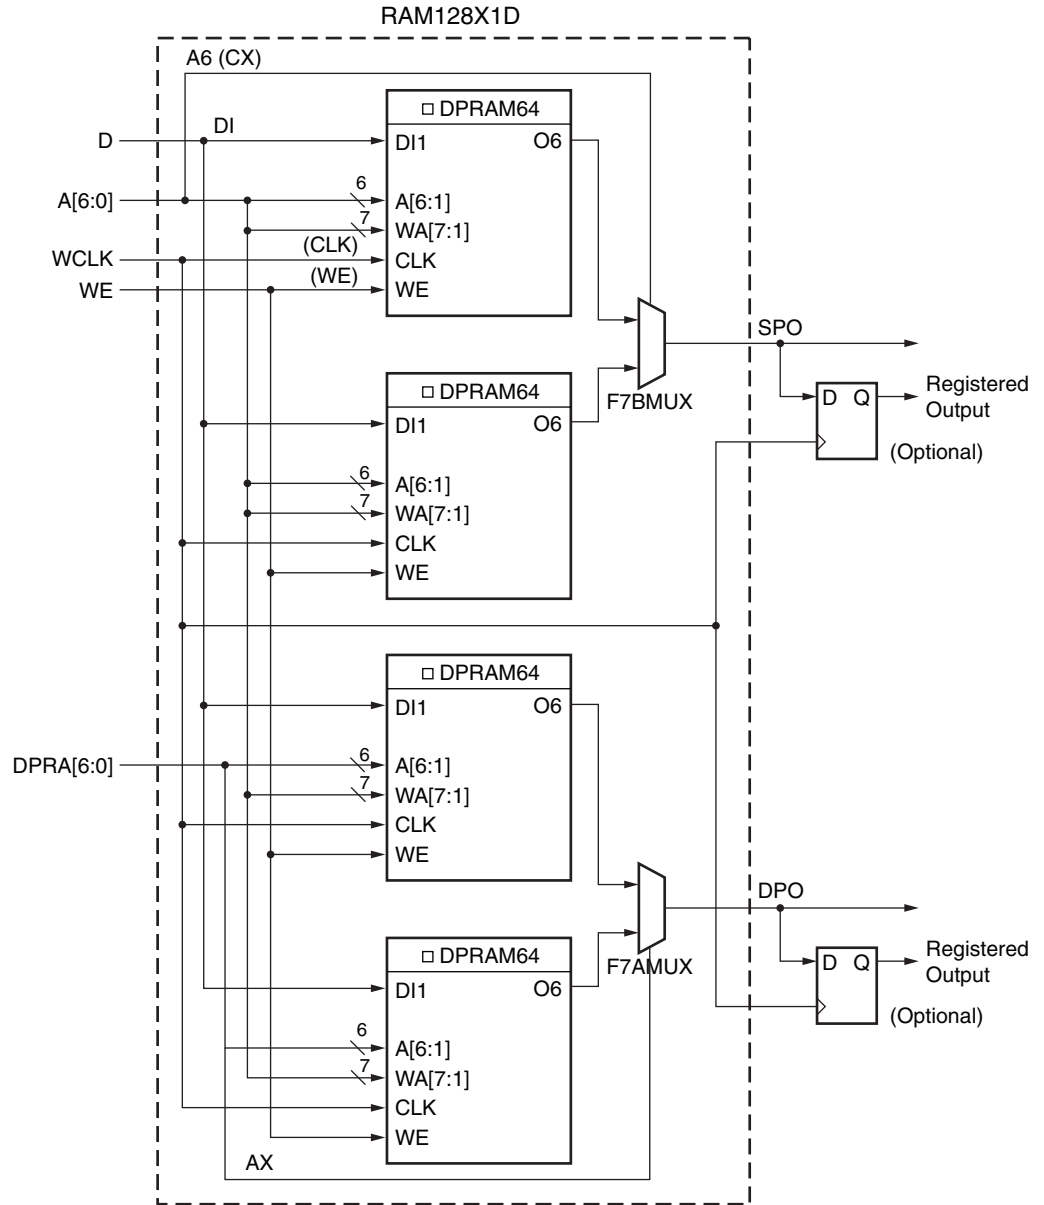 RAM128X1D
A6 (CX)
DPRAM64
D
DI
DI1
O6
A[6:0]
6
A[6:1]
7
WA[7:1]
WCLK
(CLK)
CLK
WE
(WE)
WE
SPO
F7BMUX
D Q
Registered
Output
(Optional)
DPRAM64
DI1
O6
6
A[6:1]
7
WA[7:1]
CLK
WE
DPRAM64
DI1
O6
DPRA[6:0]
6
A[6:1]
7
WA[7:1]
CLK
WE
DPO
F7AMUX
D Q
Registered
Output
(Optional)
DPRAM64
DI1
O6
6
A[6:1]
7
WA[7:1]
CLK
WE
AX